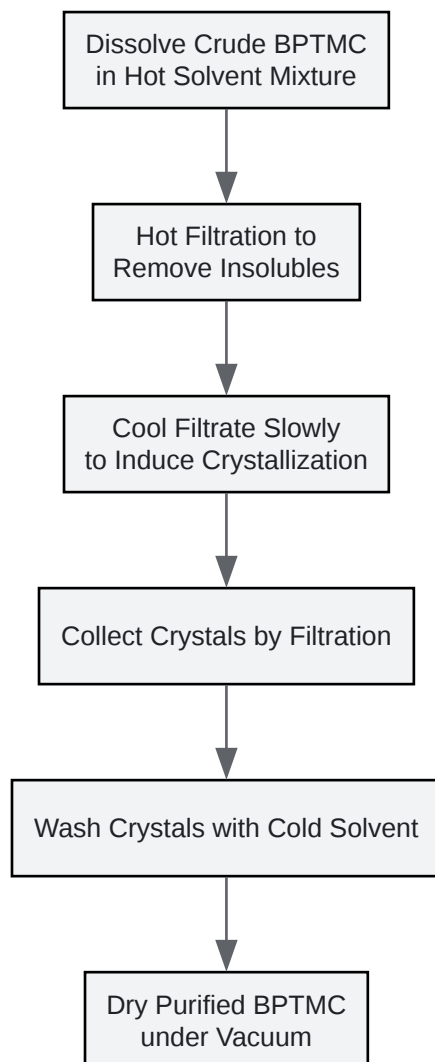 Dissolve Crude BPTMC
in Hot Solvent Mixture
Hot Filtration to
Remove Insolubles
Cool Filtrate Slowly
to Induce Crystallization
Collect Crystals by Filtration
Wash Crystals with Cold Solvent
Dry Purified BPTMC
under Vacuum